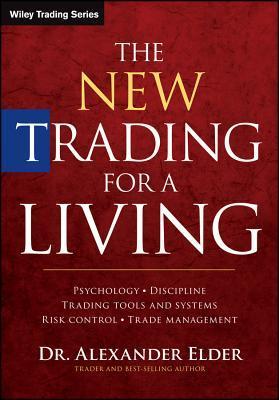 Wiley Trading Series
THE
NEW
TRADING
FOR A
LIVING
PSYCHOLOGY • DISCIPLINE
TRADING TOOLS AND SYSTEMS
RISK CONTROL • TRADE MANAGEMENT
DR. ALEXANDER ELDER
TRADER AND BEST-SELLING AUTHOR